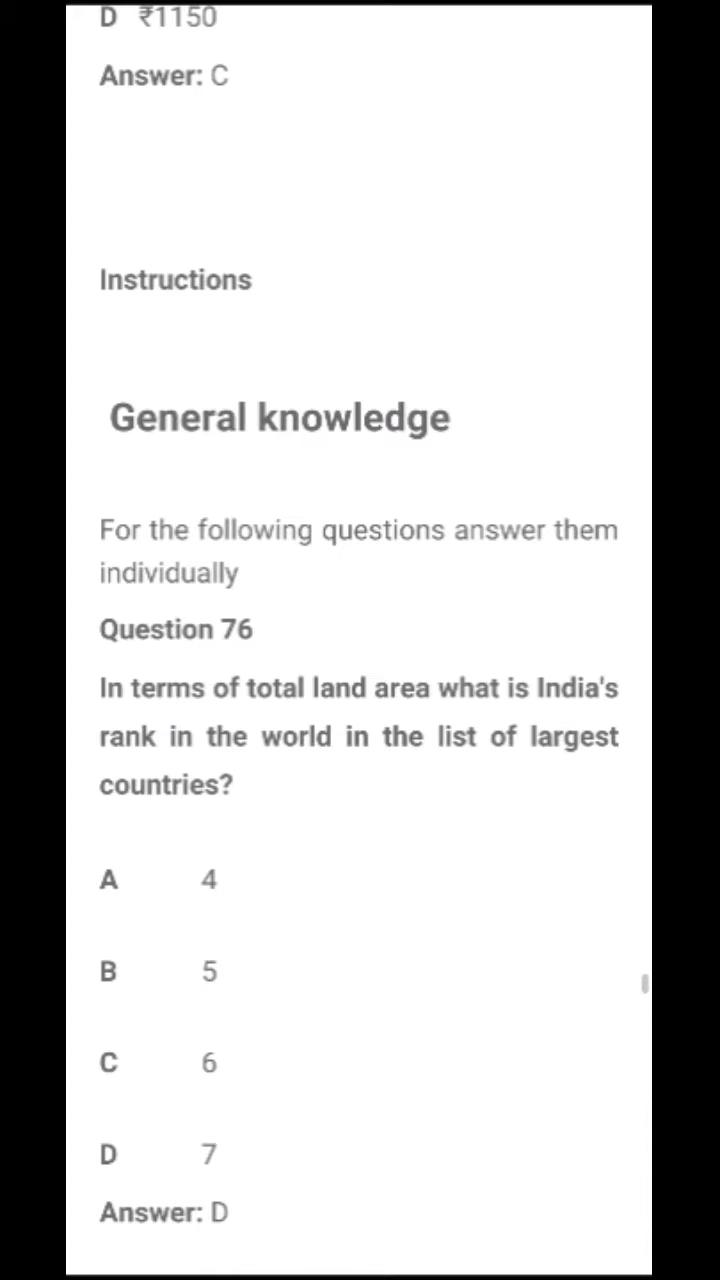 D ₹1150
Answer: C
Instructions
General knowledge
For the following questions answer them
individually
Question 76
In terms of total land area what is India's
rank in the world in the list of largest
countries?
A 4
B 5
C 6
D 7
Answer: D